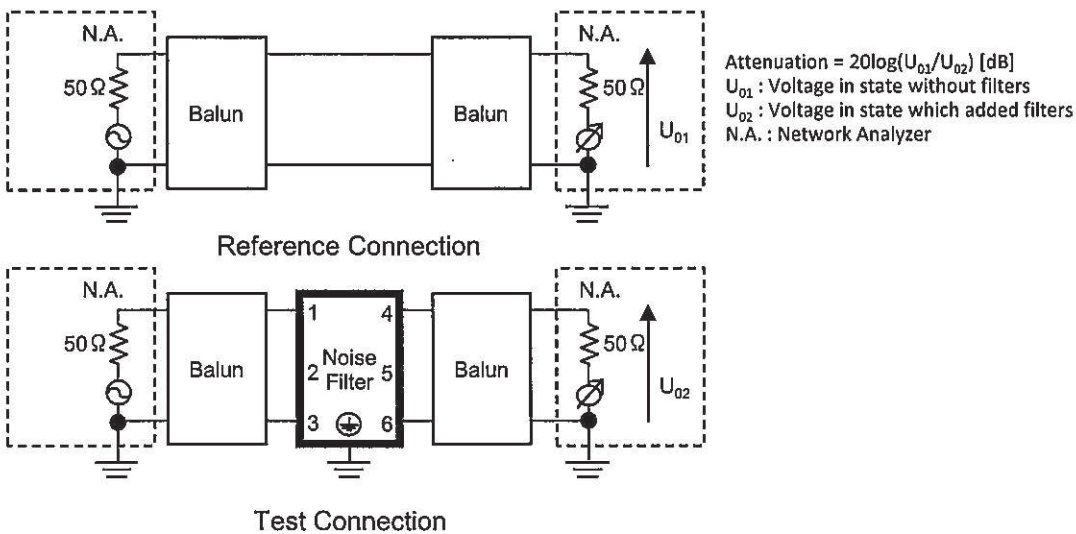 N.A.
50Ω
Balun
Balun
N.A.
50Ω
U01
Attenuation = 20log(U01/U02) [dB]
U01 : Voltage in state without filters
U02 : Voltage in state which added filters
N.A. : Network Analyzer
Reference Connection
N.A.
50Ω
Balun
1
4
2
Noise
Filter
5
3
6
Balun
N.A.
50Ω
U02
Test Connection